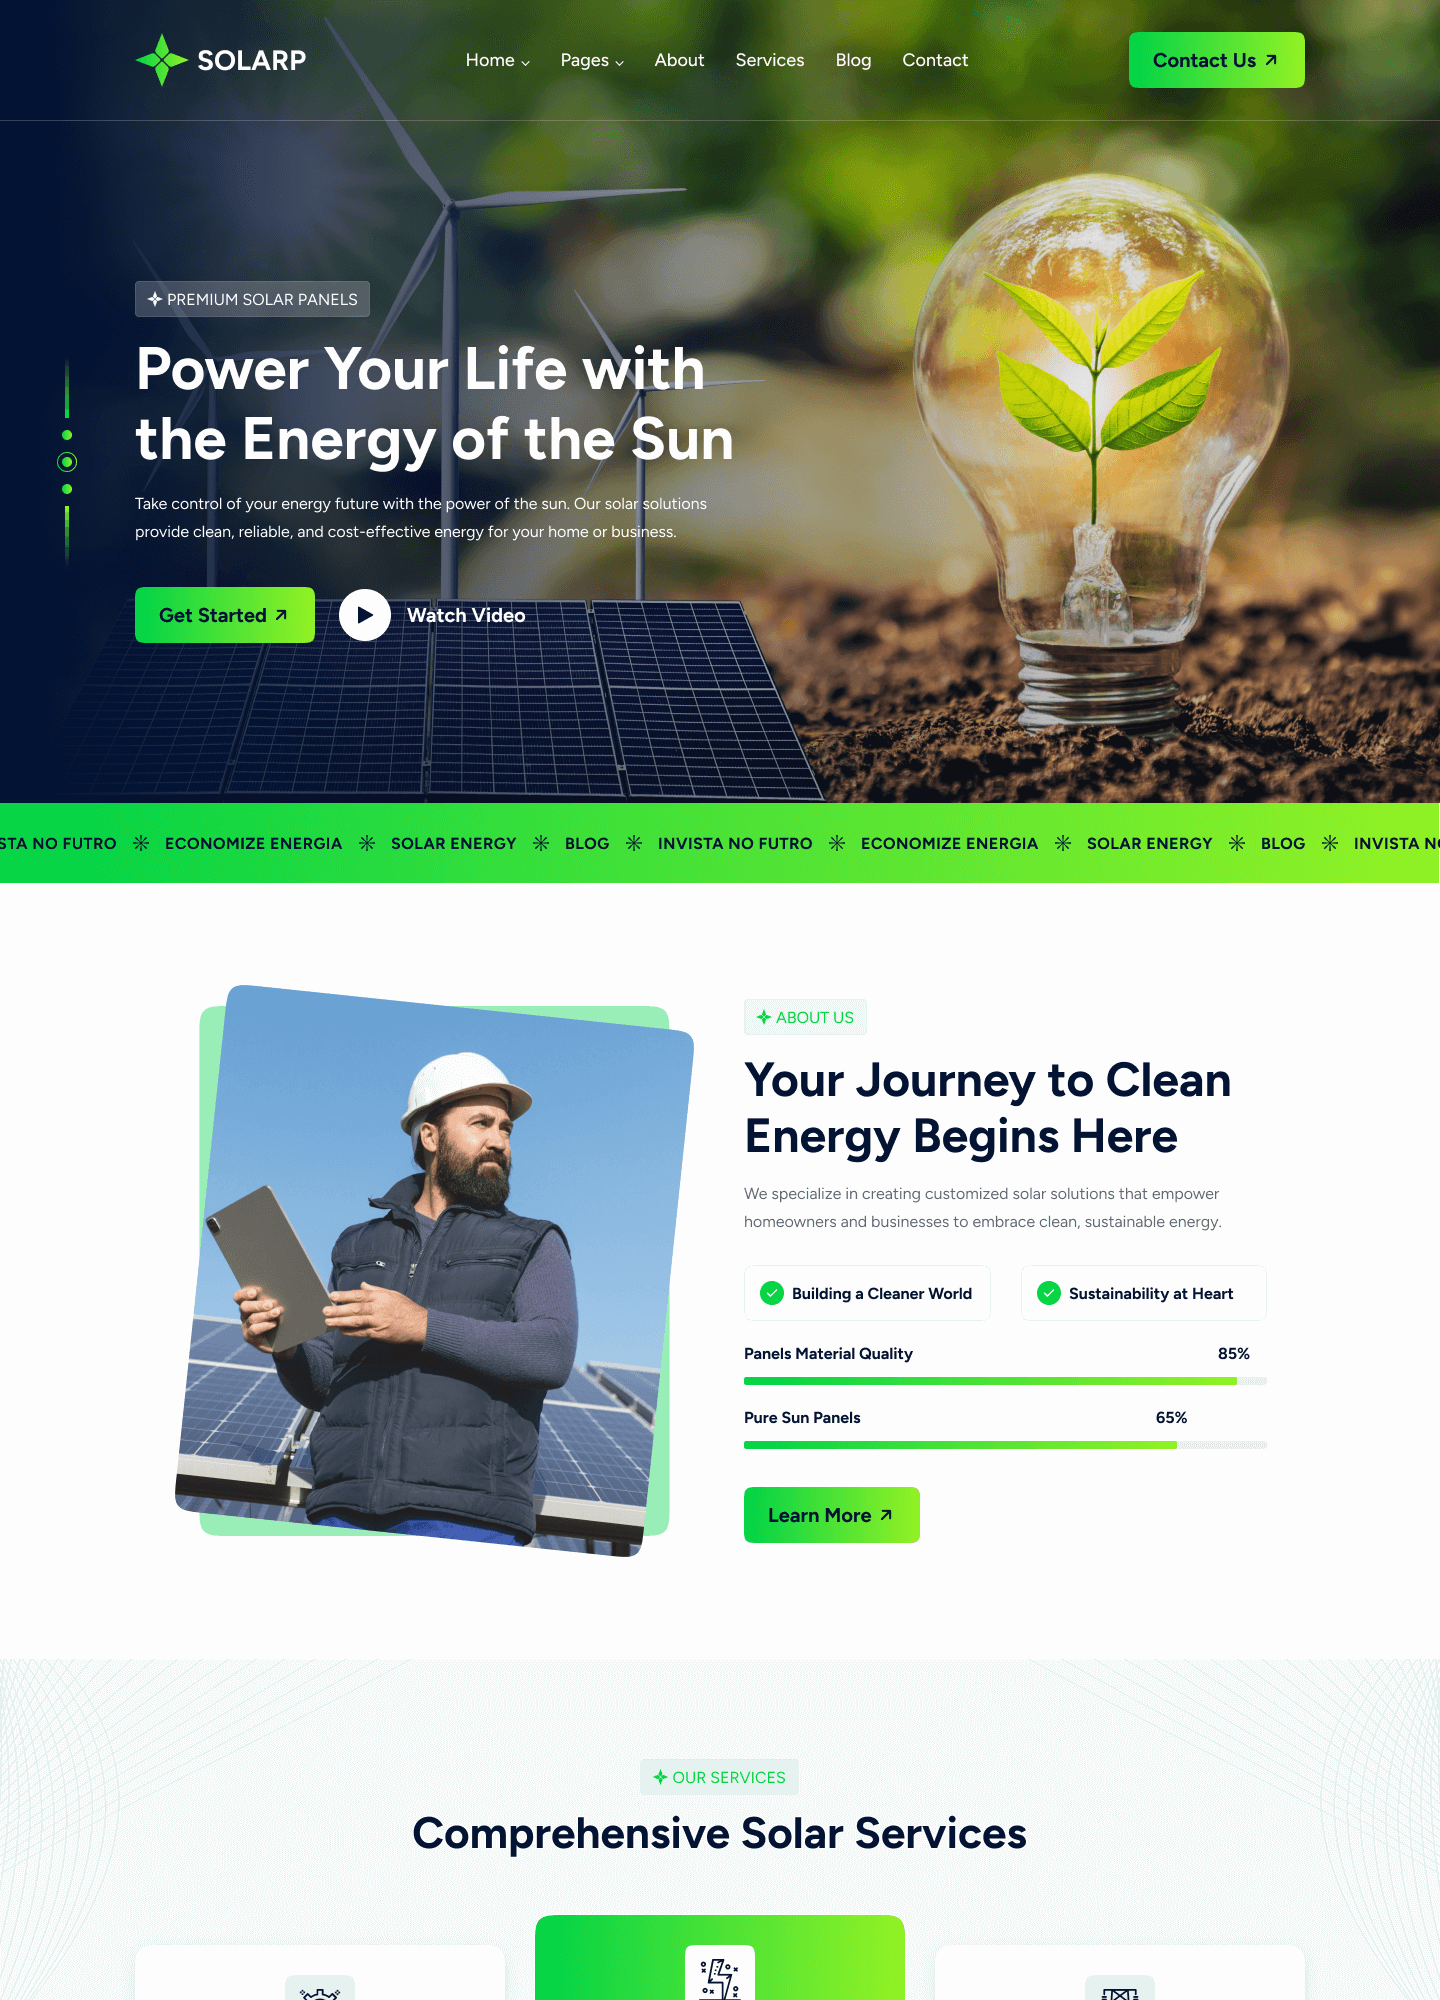 SOLARP
Home
Pages
About
Services
Blog
Contact
Contact Us
PREMIUM SOLAR PANELS
Power Your Life with
the Energy of the Sun
Take control of your energy future with the power of the sun. Our solar solutions
provide clean, reliable, and cost-effective energy for your home or business.
Get Started
Watch Video
STA NO FUTRO ECONOMIZE ENERGIA SOLAR ENERGY BLOG INVISTA NO FUTRO ECONOMIZE ENERGIA SOLAR ENERGY BLOG INVISTA NO
ABOUT US
Your Journey to Clean
Energy Begins Here
We specialize in creating customized solar solutions that empower
homeowners and businesses to embrace clean, sustainable energy.
Building a Cleaner World
Sustainability at Heart
Panels Material Quality 85%
Pure Sun Panels 65%
Learn More
OUR SERVICES
Comprehensive Solar Services